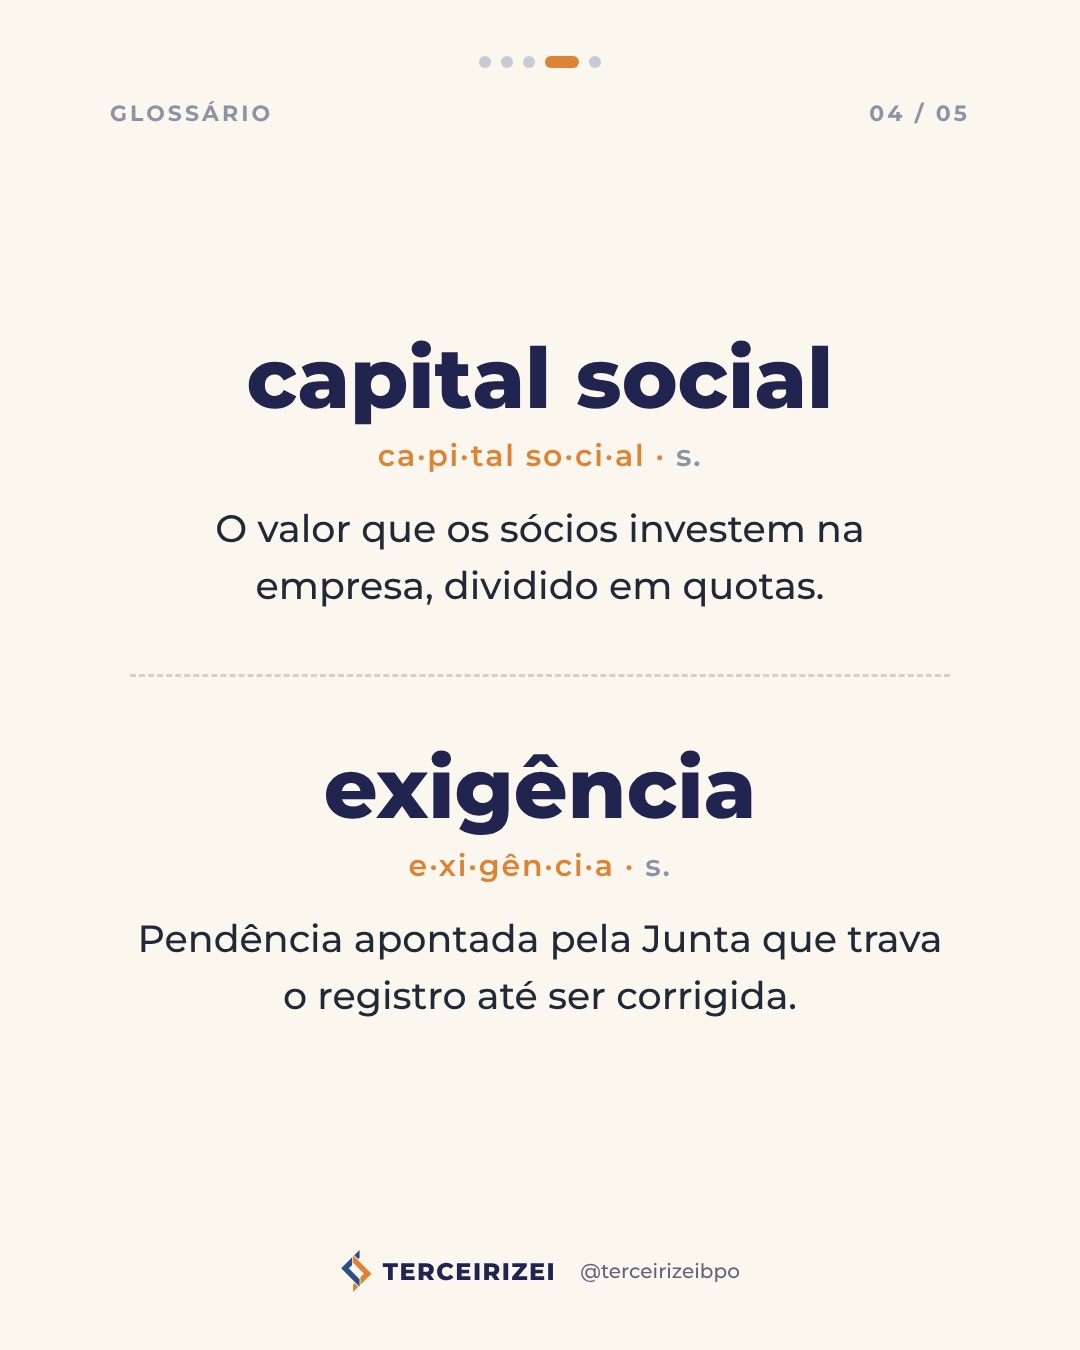 GLOSSÁRIO
04 / 05
capital social
ca·pi·tal so·ci·al · s.
O valor que os sócios investem na
empresa, dividido em quotas.
exigência
e·xi·gên·ci·a · s.
Pendência apontada pela Junta que trava
o registro até ser corrigida.
TERCEIRIZEI @terceirizeibpo